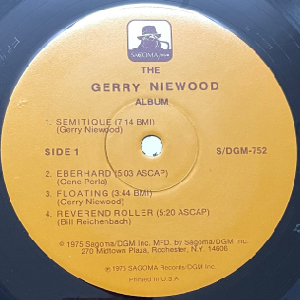 SAGOMA
THE
GERRY NIEWOOD
ALBUM
1. SEMITIQUE (7:14 BMI)
(Gerry Niewood)
SIDE 1
S/DGM-752
2. EBERHARD (5:03 ASCAP)
(Gene Perla)
3. FLOATING (3:44 BMI)
(Gerry Niewood)
4. REVEREND ROLLER (5:20 ASCAP)
(Bill Reichenbach)
© 1975 Sagoma/DGM Inc. MFD. by Sagoma/DGM Inc.
270 Midtown Plaza, Rochester, N.Y. 14606
℗ 1975 SAGOMA Records/DGM Inc.
Printed in U.S.A.